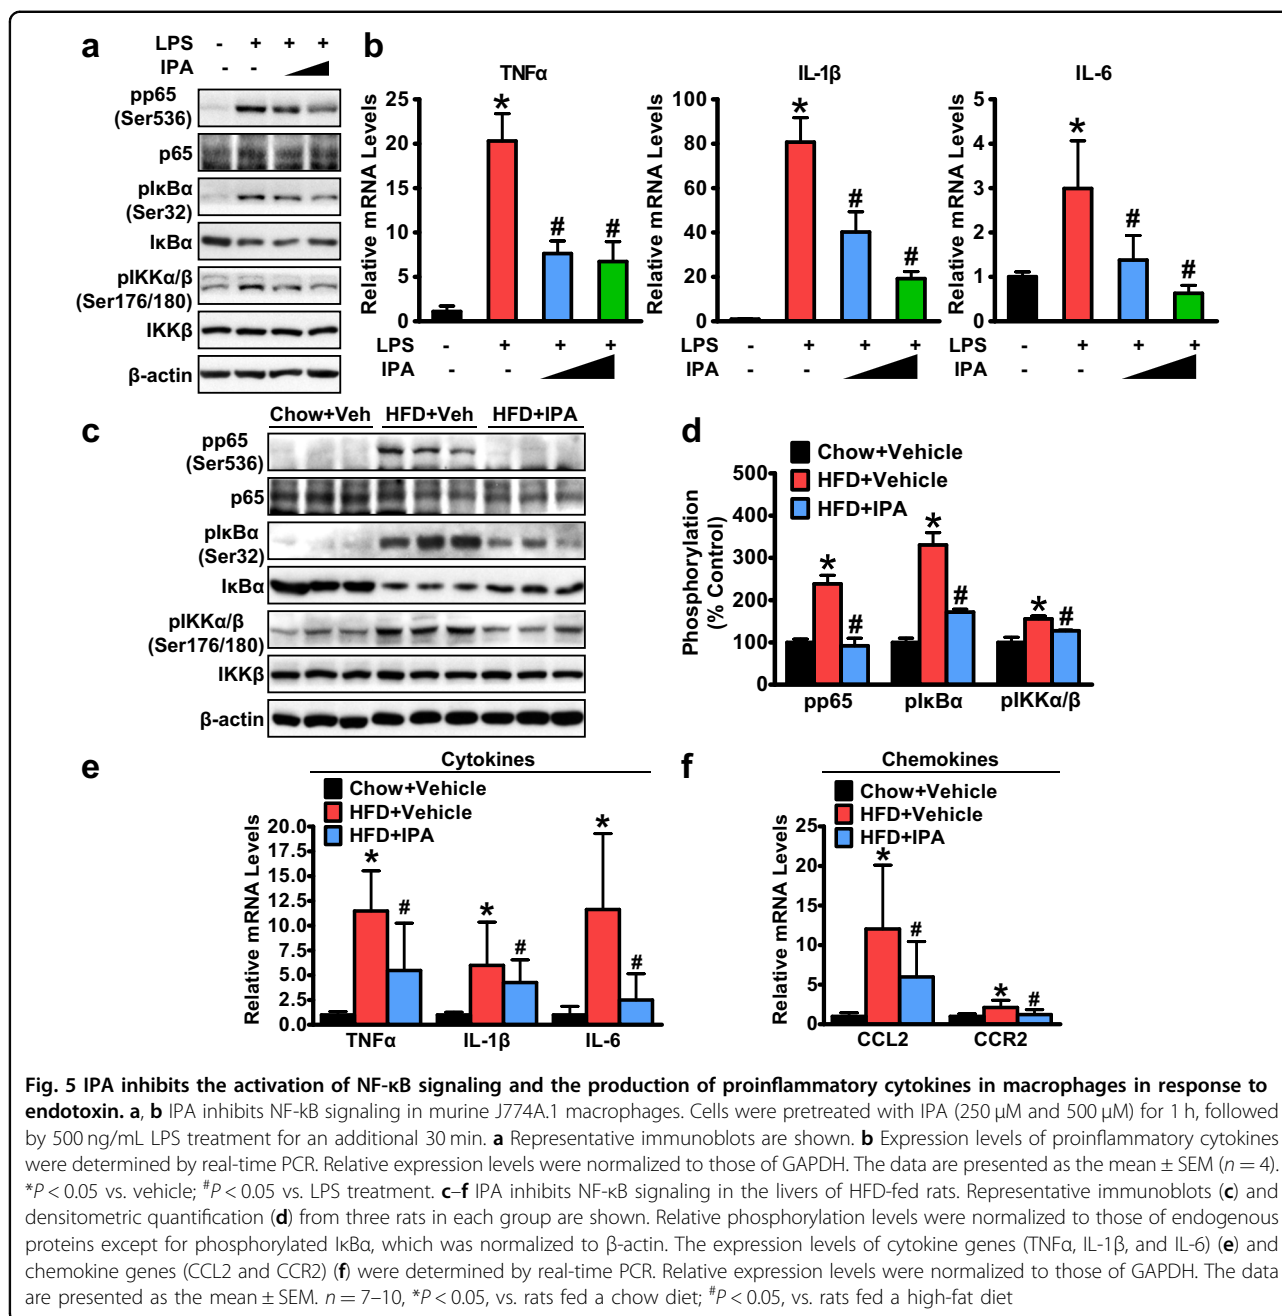 a
LPS - + + +
IPA - -
pp65
(Ser536)
p65
pIκBα
(Ser32)
IκBα
pIKKα/β
(Ser176/180)
IKKβ
β-actin
b
TNFα
Relative mRNA Levels
25
20
15
10
5
0
*
#
#
LPS - + + +
IPA - -
IL-1β
Relative mRNA Levels
100
80
60
40
20
0
*
#
#
- + + +
- -
IL-6
Relative mRNA Levels
5
4
3
2
1
0
*
#
#
LPS - + + +
IPA - -
c
Chow+Veh HFD+Veh HFD+IPA
pp65
(Ser536)
p65
pIκBα
(Ser32)
IκBα
pIKKα/β
(Ser176/180)
IKKβ
β-actin
d
Chow+Vehicle
HFD+Vehicle
HFD+IPA
Phosphorylation
(% Control)
500
400
300
200
100
0
*
#
*
#
*
#
pp65 pIκBα pIKKα/β
e
Cytokines
Chow+Vehicle
HFD+Vehicle
HFD+IPA
Relative mRNA Levels
20.0
17.5
15.0
12.5
10.0
7.5
5.0
2.5
0.0
*
#
*
#
*
#
TNFα IL-1β IL-6
f
Chemokines
Chow+Vehicle
HFD+Vehicle
HFD+IPA
Relative mRNA Levels
25
20
15
10
5
0
*
#
*
#
CCL2 CCR2
Fig. 5 IPA inhibits the activation of NF-κB signaling and the production of proinflammatory cytokines in macrophages in response to
endotoxin. a, b IPA inhibits NF-kB signaling in murine J774A.1 macrophages. Cells were pretreated with IPA (250 μM and 500 μM) for 1 h, followed
by 500 ng/mL LPS treatment for an additional 30 min. a Representative immunoblots are shown. b Expression levels of proinflammatory cytokines
were determined by real-time PCR. Relative expression levels were normalized to those of GAPDH. The data are presented as the mean ± SEM (n = 4).
*P < 0.05 vs. vehicle; #P < 0.05 vs. LPS treatment. c–f IPA inhibits NF-κB signaling in the livers of HFD-fed rats. Representative immunoblots (c) and
densitometric quantification (d) from three rats in each group are shown. Relative phosphorylation levels were normalized to those of endogenous
proteins except for phosphorylated IκBα, which was normalized to β-actin. The expression levels of cytokine genes (TNFα, IL-1β, and IL-6) (e) and
chemokine genes (CCL2 and CCR2) (f) were determined by real-time PCR. Relative expression levels were normalized to those of GAPDH. The data
are presented as the mean ± SEM. n = 7–10, *P < 0.05, vs. rats fed a chow diet; #P < 0.05, vs. rats fed a high-fat diet